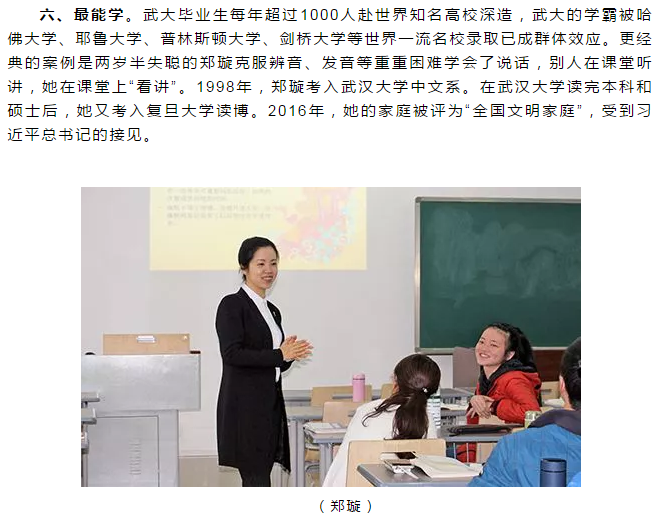 六、最能学。武大毕业生每年超过1000人赴世界知名高校深造，武大的学霸被哈
佛大学、耶鲁大学、普林斯顿大学、剑桥大学等世界一流名校录取已成群体效应。更经
典的案例是两岁半失聪的郑璇克服辨音、发音等重重困难学会了说话，别人在课堂听
讲，她在课堂上“看讲”。1998年，郑璇考入武汉大学中文系。在武汉大学读完本科和
硕士后，她又考入复旦大学读博。2016年，她的家庭被评为“全国文明家庭”，受到习
近平总书记的接见。
（郑璇）